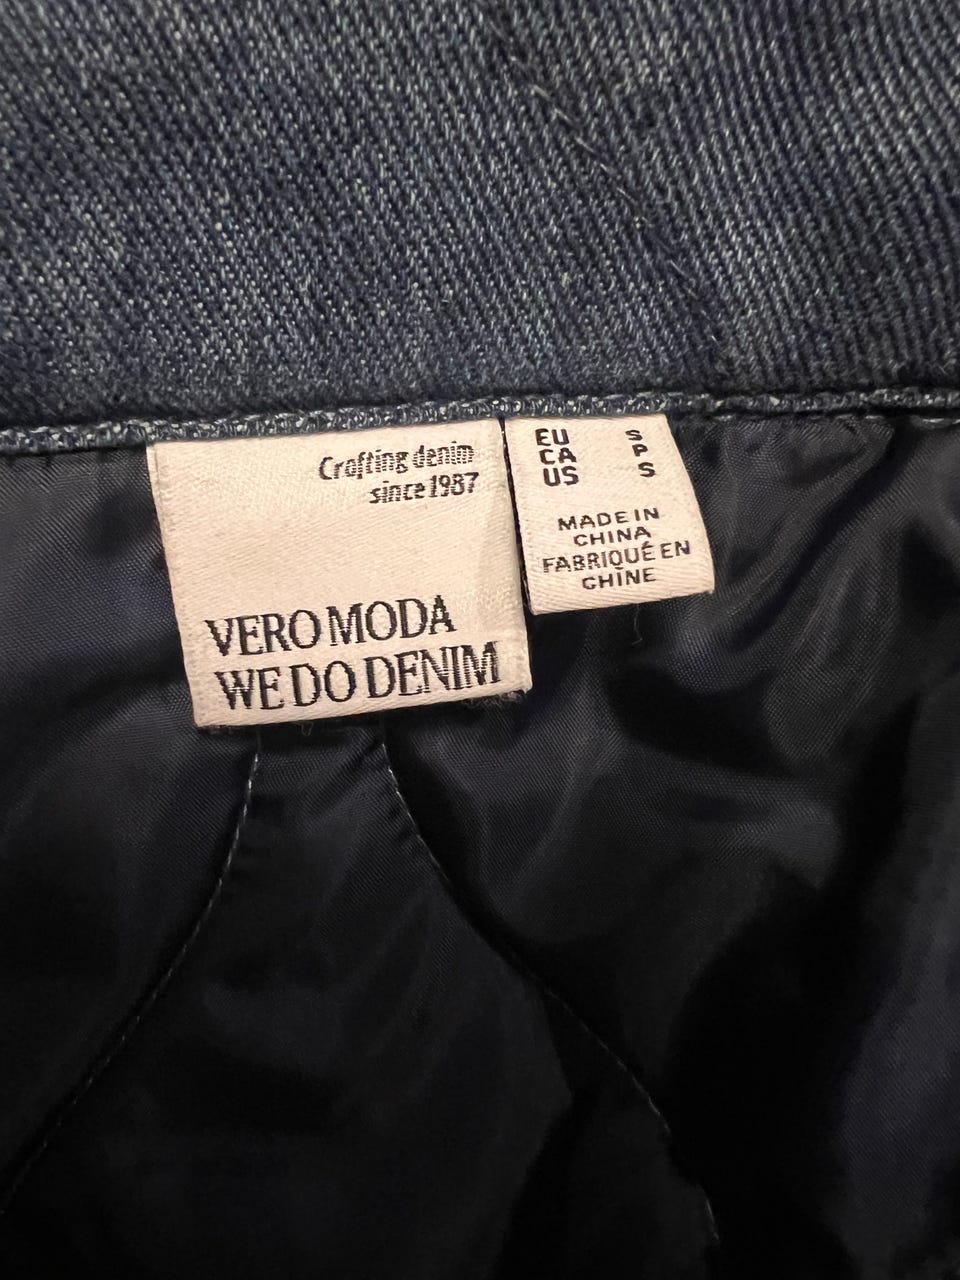 Crafting denim
since 1987
VERO MODA
WE DO DENIM
EU S
CA P
US S
MADE IN
CHINA
FABRIQUÉ EN
CHINE